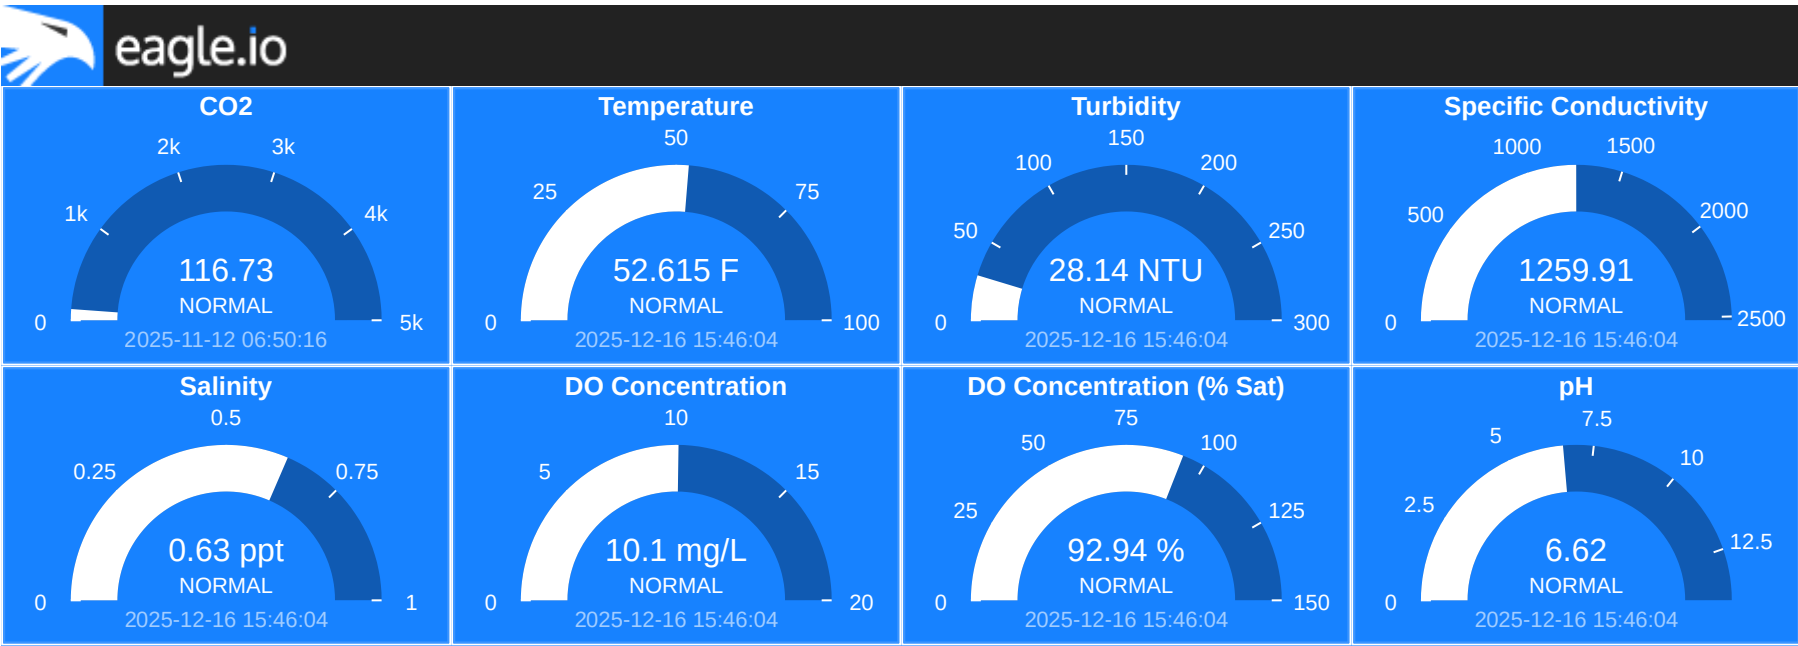 eagle.io
CO2
0
1k
2k
3k
4k
5k
116.73
NORMAL
2025-11-12 06:50:16
Temperature
0
25
50
75
100
52.615 F
NORMAL
2025-12-16 15:46:04
Turbidity
0
50
100
150
200
250
300
28.14 NTU
NORMAL
2025-12-16 15:46:04
Specific Conductivity
0
500
1000
1500
2000
2500
1259.91
NORMAL
2025-12-16 15:46:04
Salinity
0
0.25
0.5
0.75
1
0.63 ppt
NORMAL
2025-12-16 15:46:04
DO Concentration
0
5
10
15
20
10.1 mg/L
NORMAL
2025-12-16 15:46:04
DO Concentration (% Sat)
0
25
50
75
100
125
150
92.94 %
NORMAL
2025-12-16 15:46:04
pH
0
2.5
5
7.5
10
12.5
6.62
NORMAL
2025-12-16 15:46:04